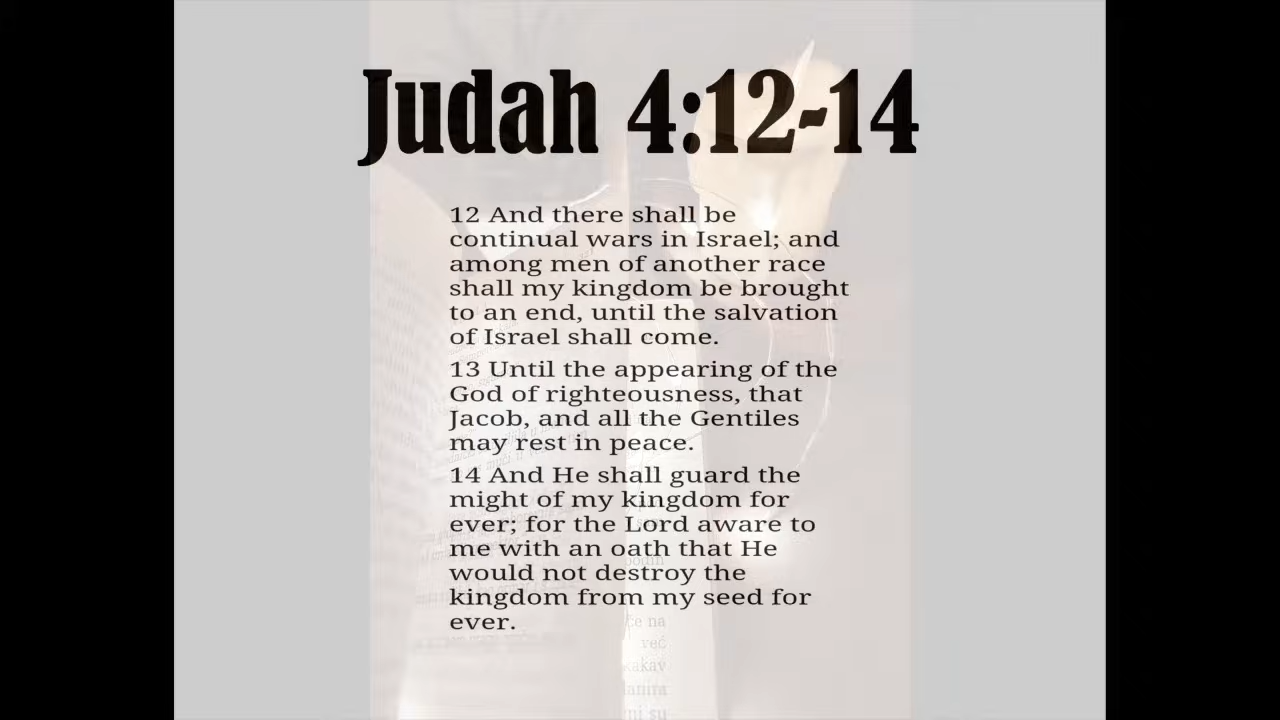 Judah 4:12-14
12 And there shall be
continual wars in Israel; and
among men of another race
shall my kingdom be brought
to an end, until the salvation
of Israel shall come.
13 Until the appearing of the
God of righteousness, that
Jacob, and all the Gentiles
may rest in peace.
14 And He shall guard the
might of my kingdom for
ever; for the Lord aware to
me with an oath that He
would not destroy the
kingdom from my seed for
ever.
če na
već
kakav